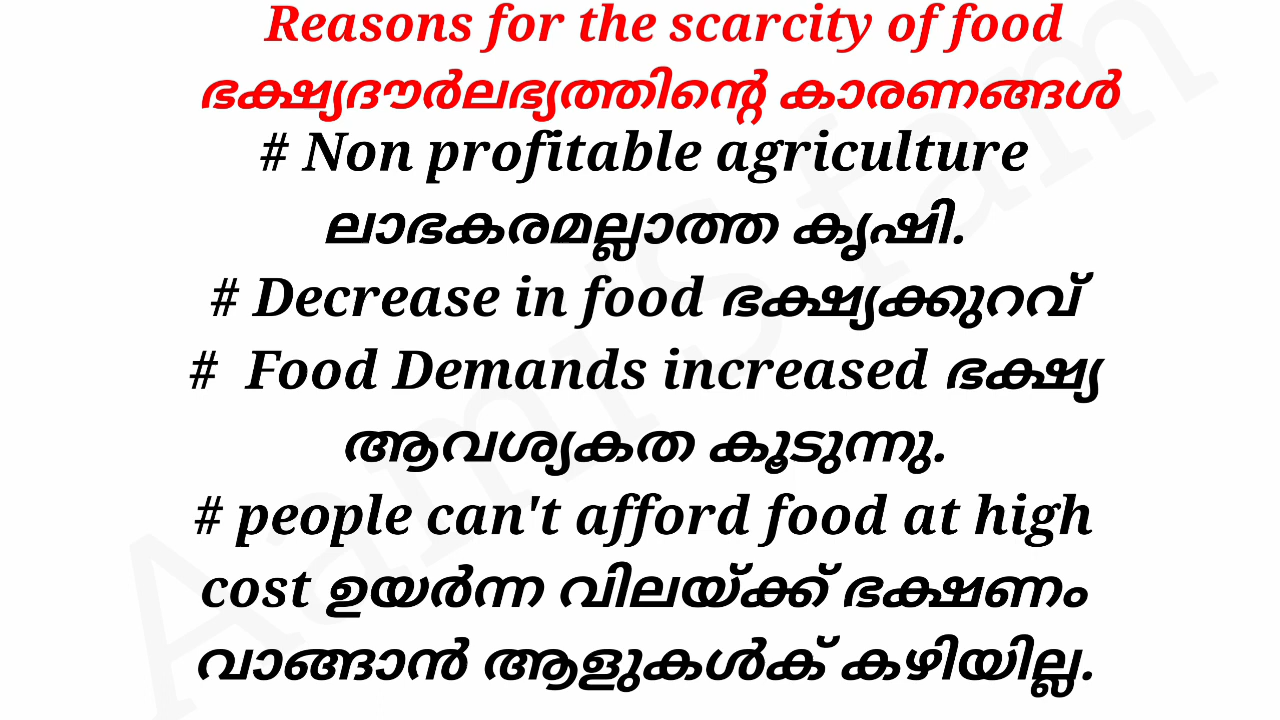 Reasons for the scarcity of food
ഭക്ഷ്യദൗർലഭ്യത്തിന്റെ കാരണങ്ങൾ
# Non profitable agriculture
ലാഭകരമല്ലാത്ത കൃഷി.
# Decrease in food ഭക്ഷ്യക്കുറവ്
# Food Demands increased ഭക്ഷ്യ
ആവശ്യകത കൂടുന്നു.
# people can't afford food at high
cost ഉയർന്ന വിലയ്ക്ക് ഭക്ഷണം
വാങ്ങാൻ ആളുകൾക് കഴിയില്ല.